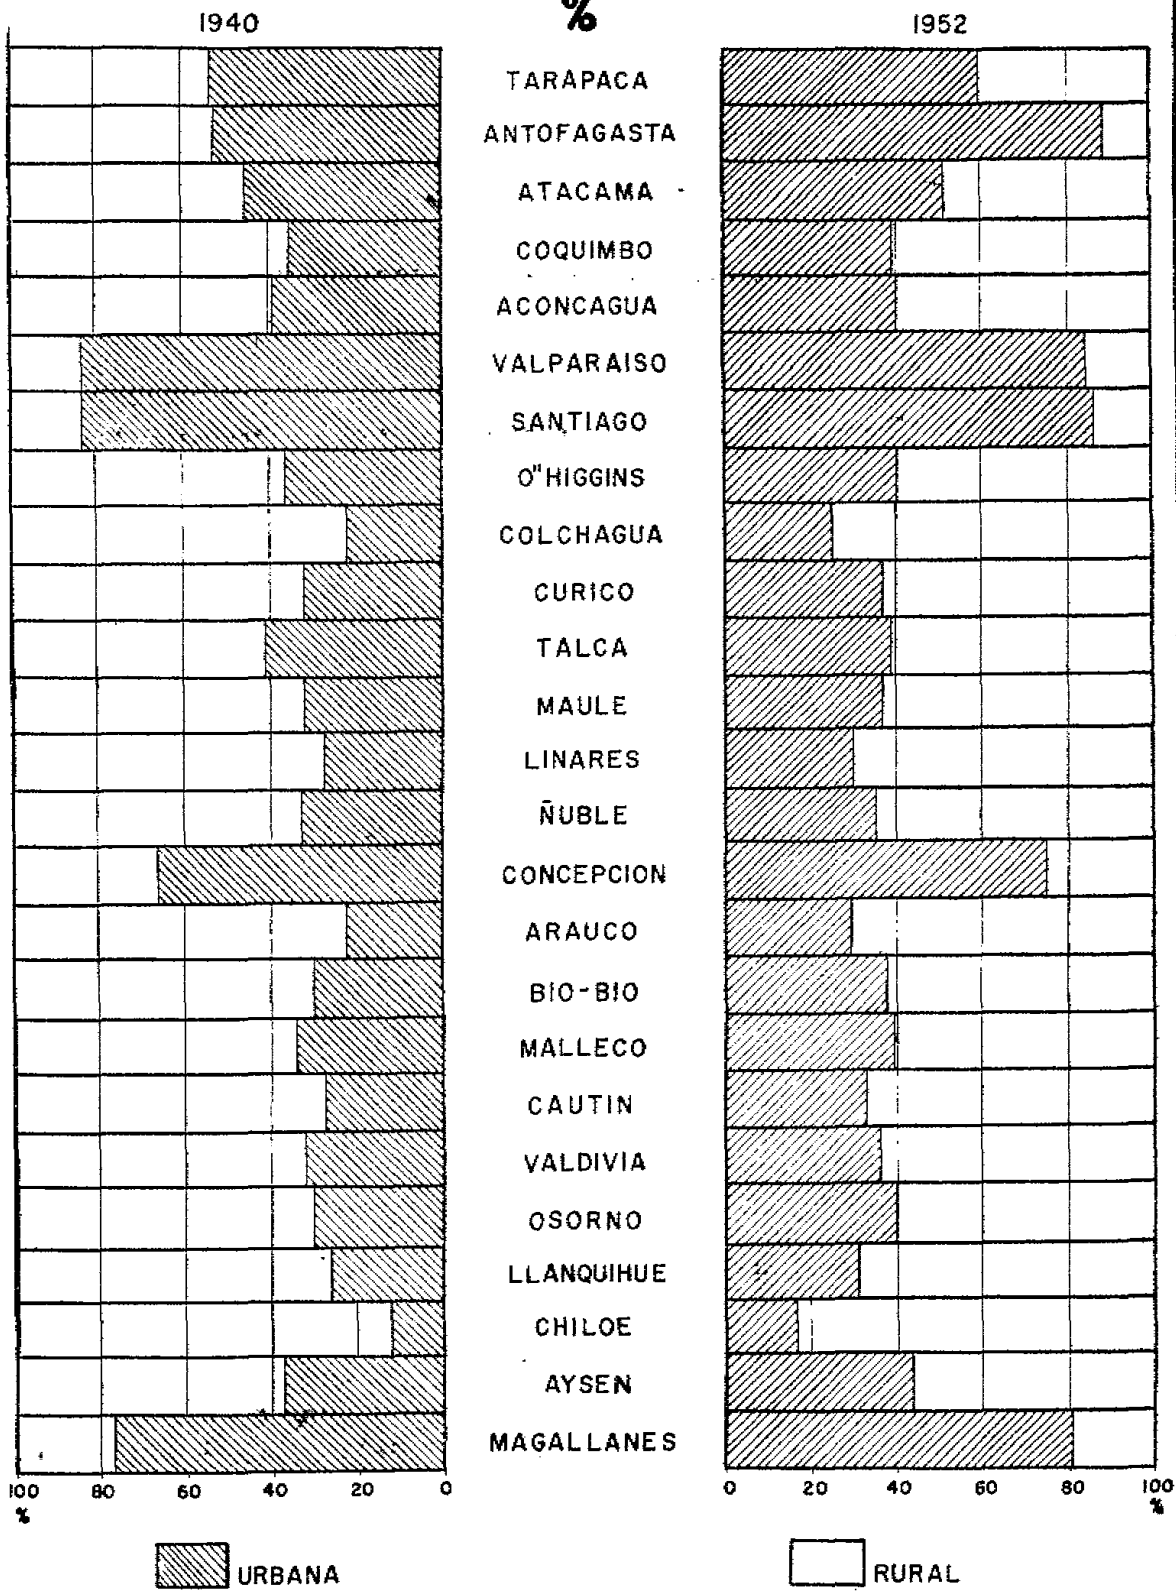 %
1940 1952
TARAPACA
ANTOFAGASTA
ATACAMA
COQUIMBO
ACONCAGUA
VALPARAISO
SANTIAGO
O"HIGGINS
COLCHAGUA
CURICO
TALCA
MAULE
LINARES
ÑUBLE
CONCEPCION
ARAUCO
BIO-BIO
MALLECO
CAUTIN
VALDIVIA
OSORNO
LLANQUIHUE
CHILOE
AYSEN
MAGALLANES
100 80 60 40 20 0 0 20 40 60 80 100
% %
URBANA RURAL